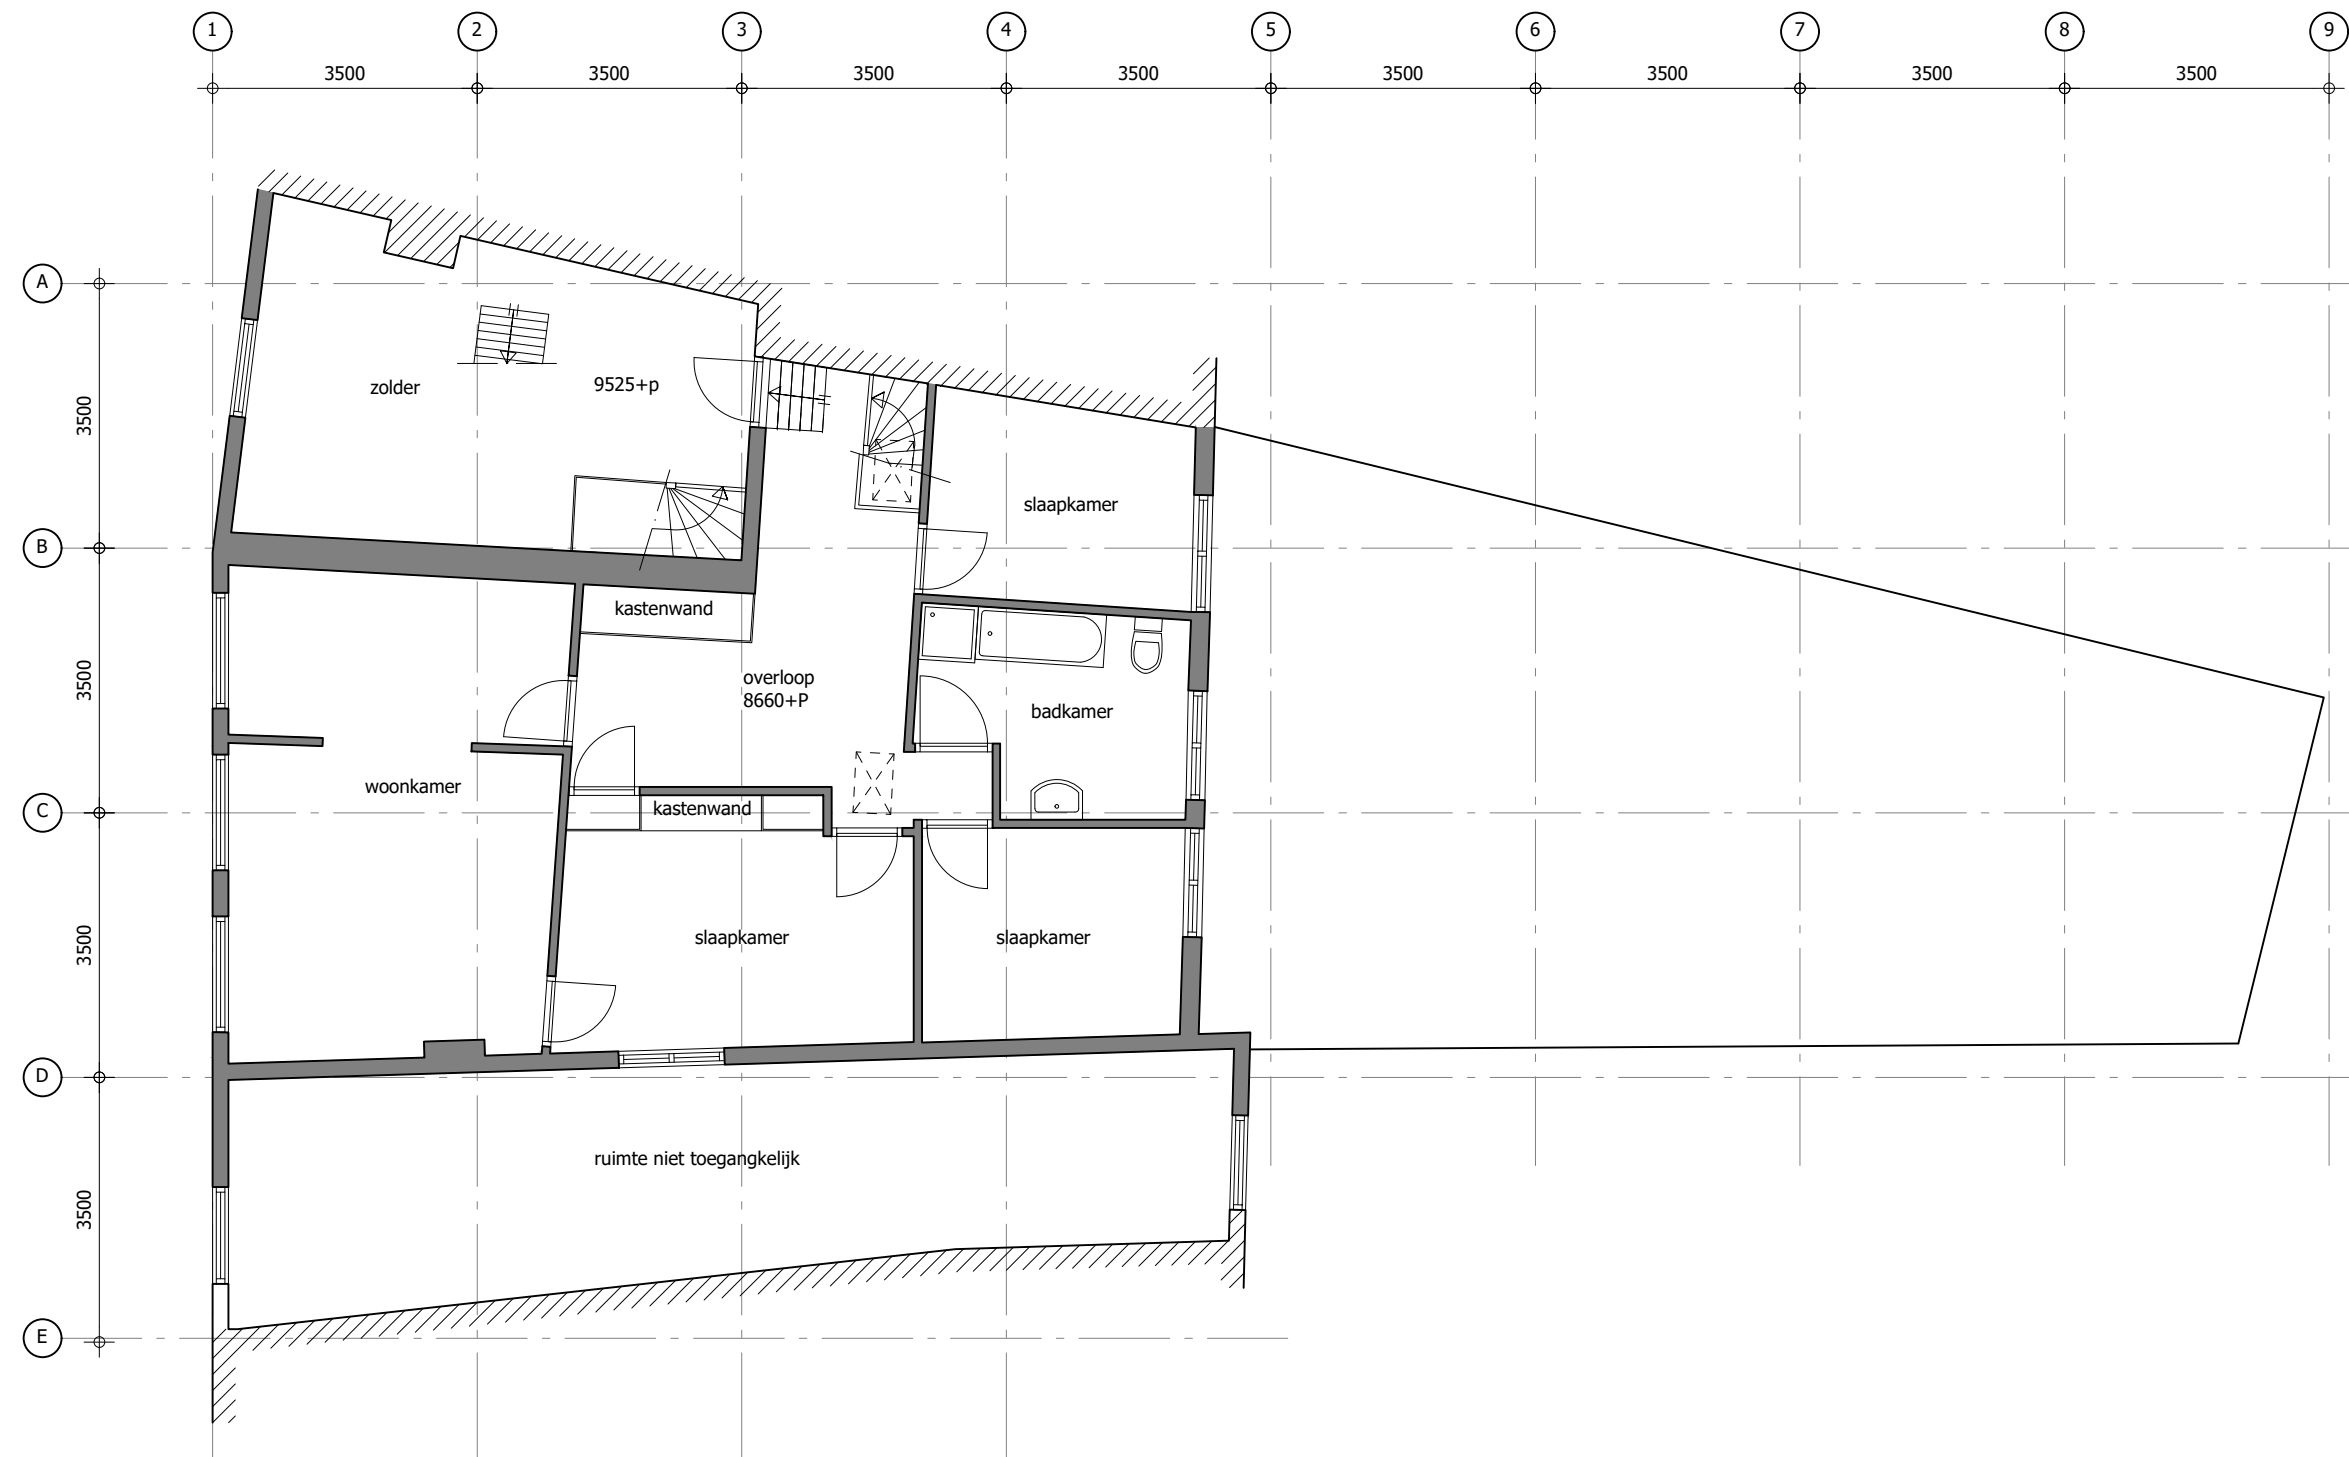 1 2 3 4 5 6 7 8 9
3500 3500 3500 3500 3500 3500 3500 3500
A
zolder
9525+p
3500
slaapkamer
B
kastenwand
overloop
8660+P
3500
badkamer
woonkamer
kastenwand
C
slaapkamer
slaapkamer
3500
D
ruimte niet toegangkelijk
3500
E